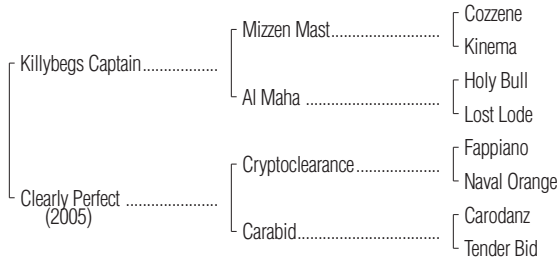 Cozzene
Mizzen Mast
Kinema
Killybegs Captain
Holy Bull
Al Maha
Lost Lode
Fappiano
Cryptoclearance
Naval Orange
Clearly Perfect
(2005)
Carodanz
Carabid
Tender Bid